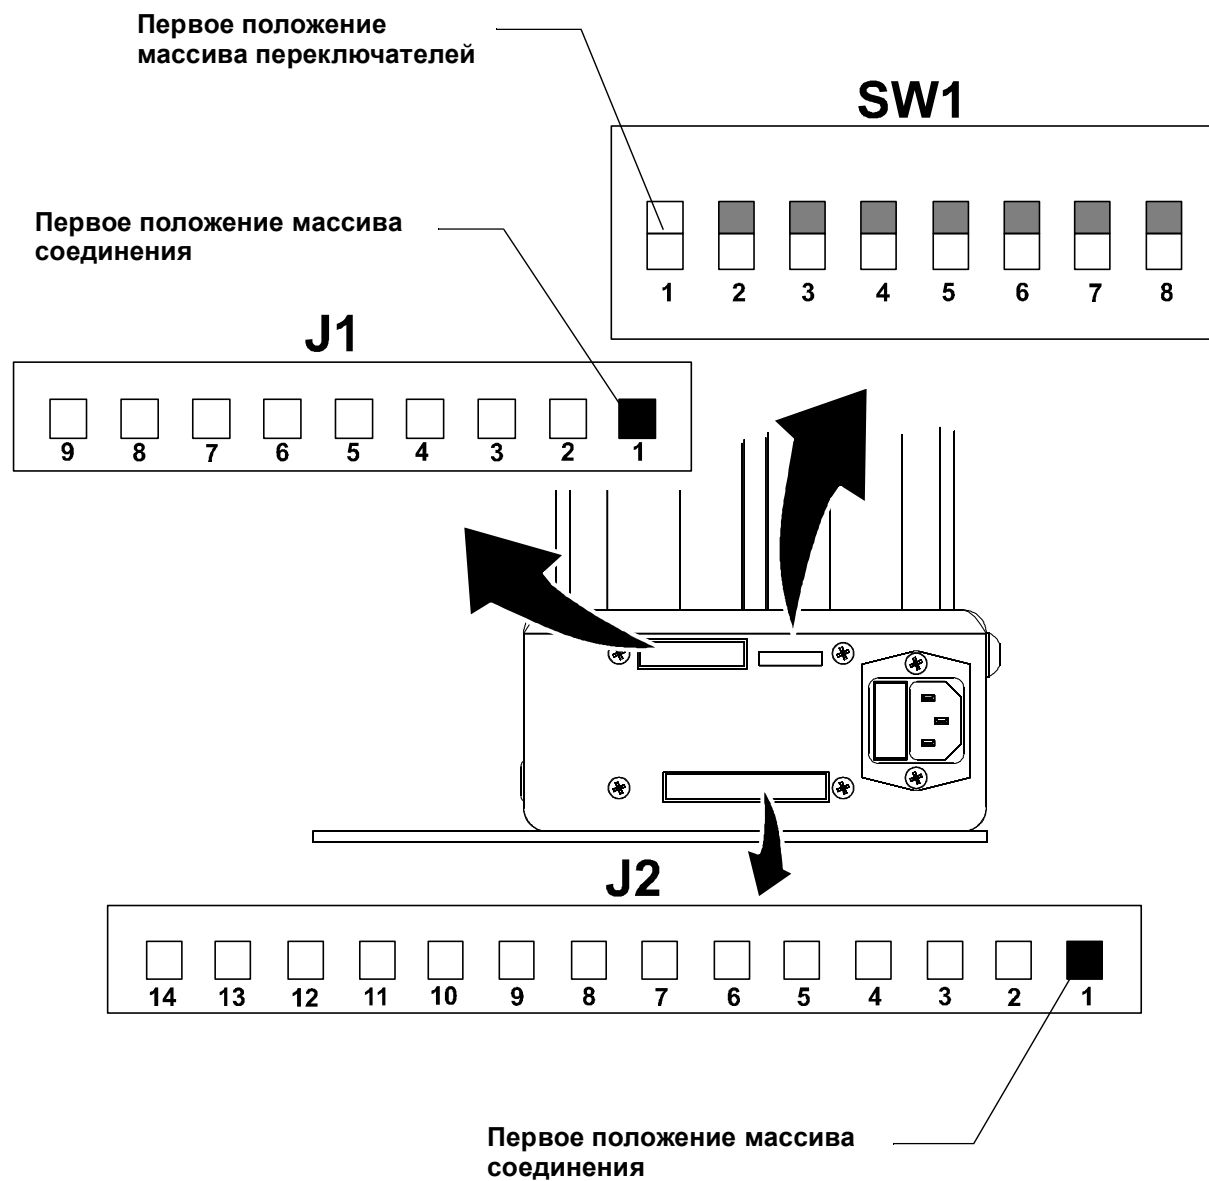 Первое положение
массива переключателей
SW1
1 2 3 4 5 6 7 8
Первое положение массива
соединения
J1
9 8 7 6 5 4 3 2 1
J2
14 13 12 11 10 9 8 7 6 5 4 3 2 1
Первое положение массива
соединения